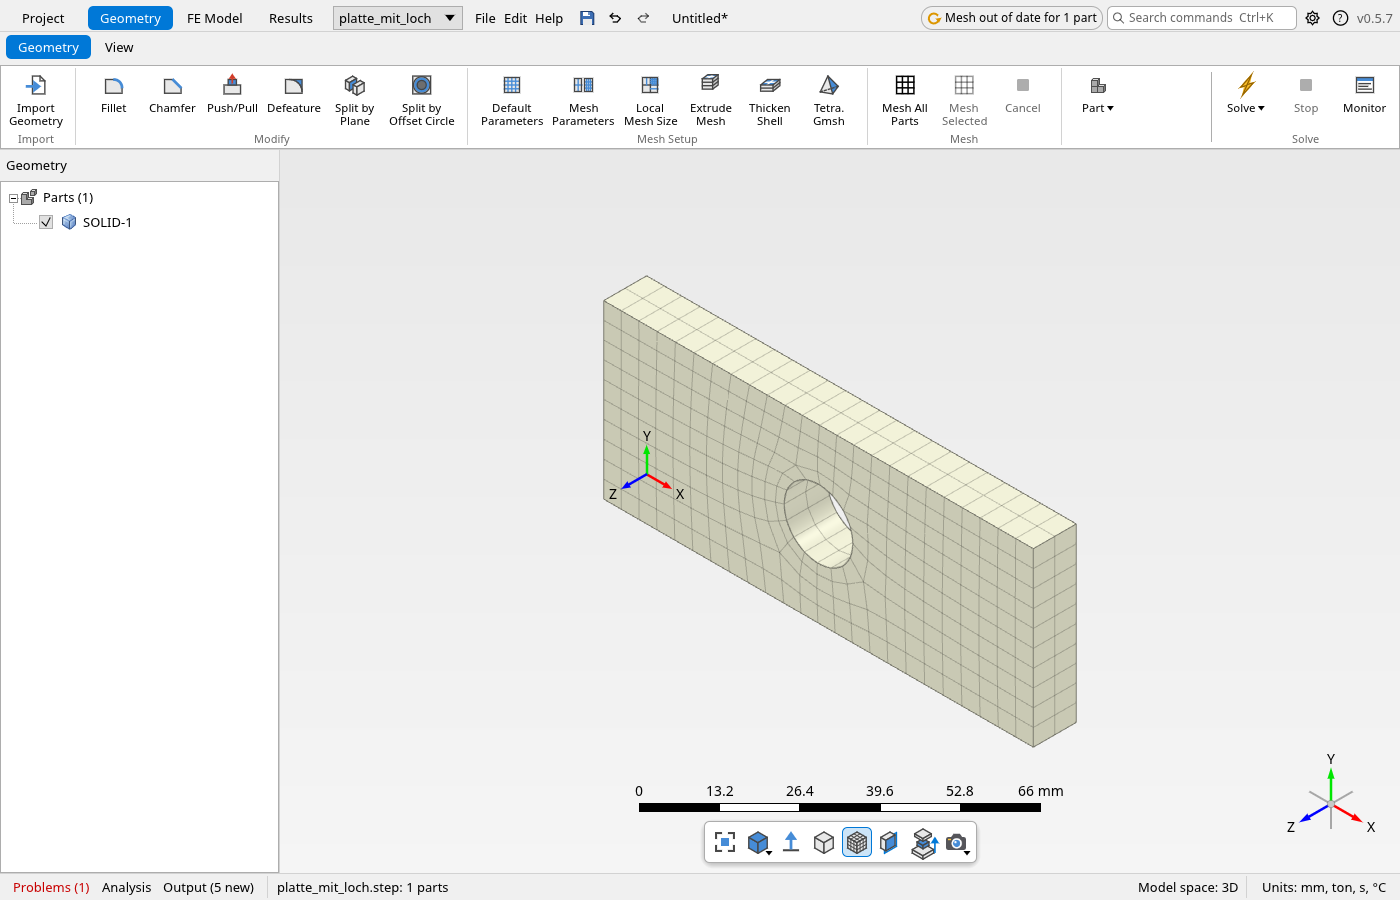 Project Geometry FE Model Results platte_mit_loch File Edit Help Untitled* Mesh out of date for 1 part Search commands Ctrl+K v0.5.7
Geometry View
Import Geometry Fillet Chamfer Push/Pull Defeature Split by Plane Split by Offset Circle Default Parameters Mesh Parameters Local Mesh Size Extrude Mesh Thicken Shell Tetra. Gmsh Mesh All Parts Mesh Selected Cancel Part Solve Stop Monitor
Import Modify Mesh Setup Mesh Solve
Geometry
Parts (1)
SOLID-1
Y
Z X
0 13.2 26.4 39.6 52.8 66 mm
Y
Z X
Problems (1) Analysis Output (5 new) platte_mit_loch.step: 1 parts Model space: 3D Units: mm, ton, s, °C